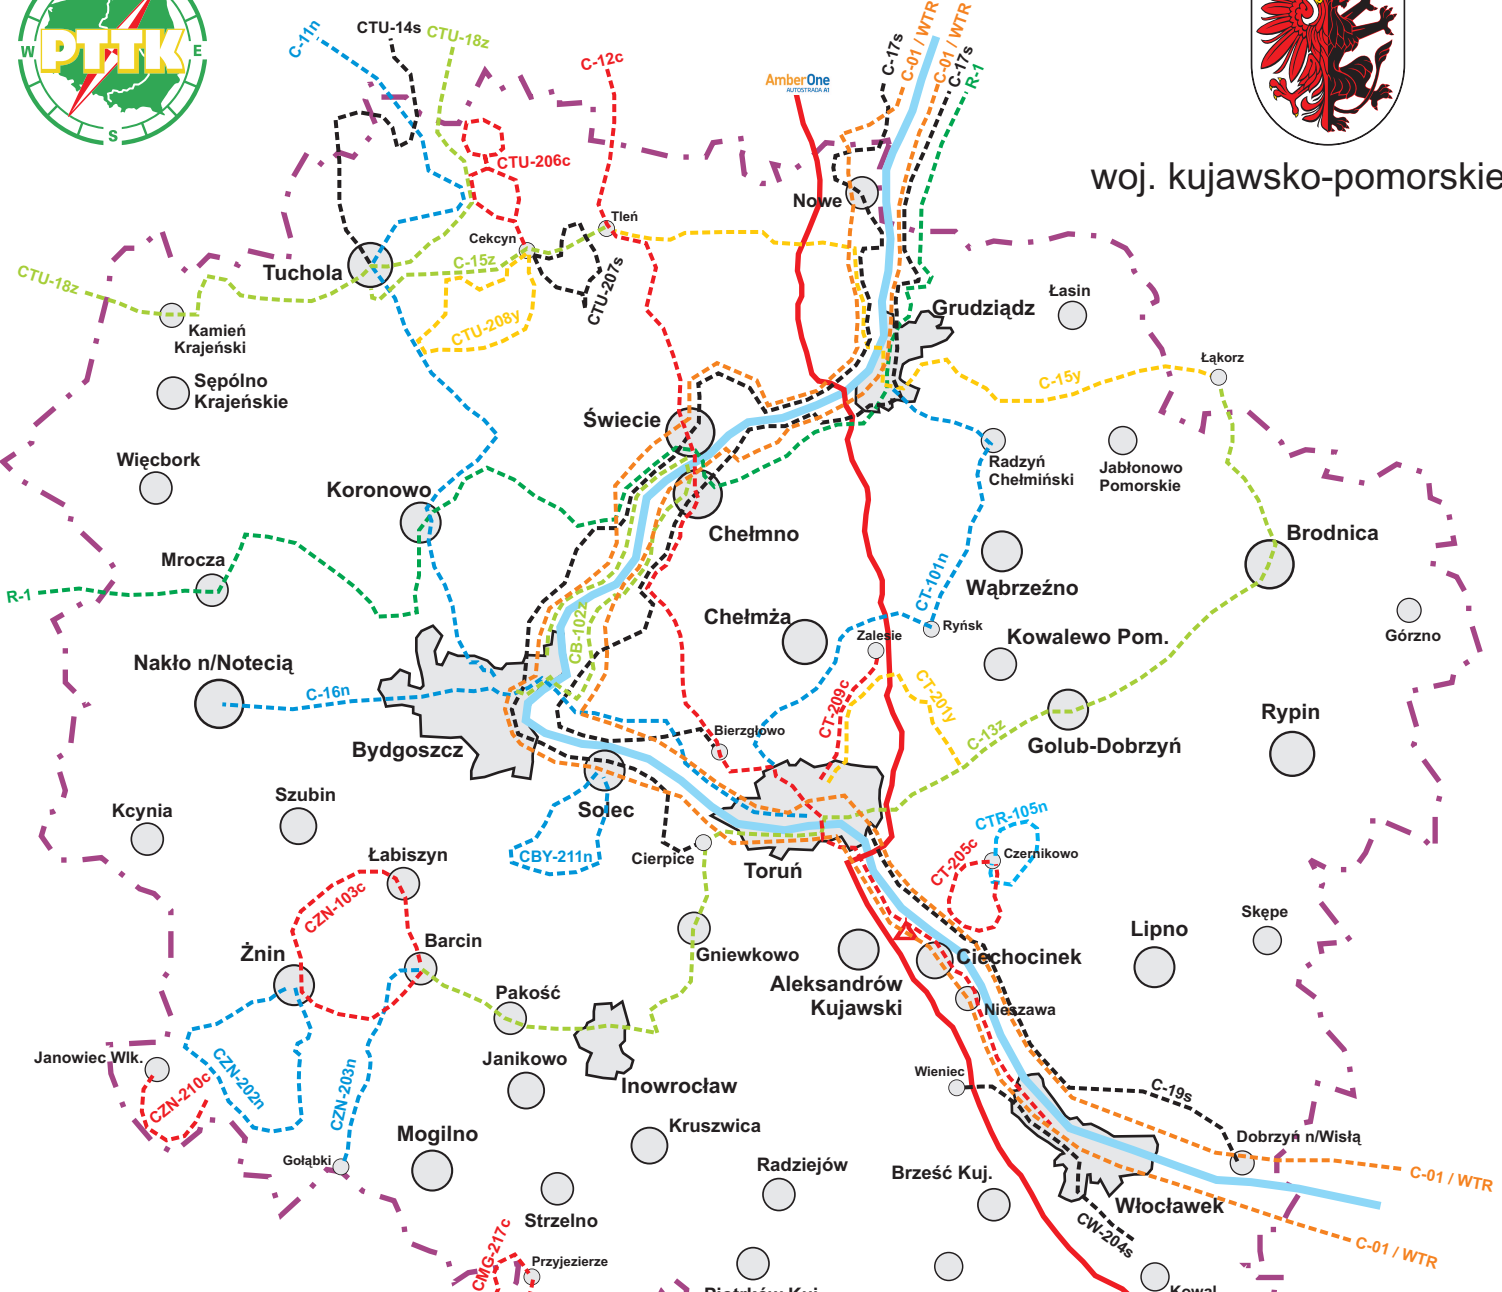 PTTK
W
E
S
C-11n
CTU-14s
CTU-18z
C-12c
AmberOne
AUTOSTRADA A1
C-17s
C-01 / WTR
C-01 / WTR
C-17s
R-1
woj. kujawsko-pomorskie
CTU-206c
Nowe
Tleń
Cekcyn
C-15z
Tuchola
CTU-18z
CTU-207s
CTU-208y
Kamień
Krajeński
Grudziądz
Łasin
Łąkorz
C-15y
Sępólno
Krajeńskie
Świecie
Więcbork
Koronowo
Radzyń
Chełmiński
Jabłonowo
Pomorskie
Chełmno
Brodnica
Mrocza
R-1
CT-101n
Wąbrzeźno
CB-102z
Chełmża
Zalesie
Ryńsk
Kowalewo Pom.
Górzno
Nakło n/Notecią
C-16n
CT-209c
CT-201y
C-13z
Rypin
Golub-Dobrzyń
Bierzgłowo
Bydgoszcz
Szubin
Kcynia
Solec
CBY-211n
Cierpice
Toruń
CTR-105n
CT-205c
Czernikowo
Łabiszyn
CZN-103c
Żnin
Barcin
Gniewkowo
Skępe
Lipno
Ciechocinek
Aleksandrów
Kujawski
Nieszawa
Pakość
Janowiec Wlk.
CZN-210c
CZN-202n
CZN-203n
Janikowo
Inowrocław
Wieniec
C-19s
Mogilno
Kruszwica
Gołąbki
Dobrzyń n/Wisłą
C-01 / WTR
Radziejów
Brześć Kuj.
Włocławek
Strzelno
CW-204s
C-01 / WTR
CMG-217c
Przyjezierze
Piotrków Kuj.
Kowal